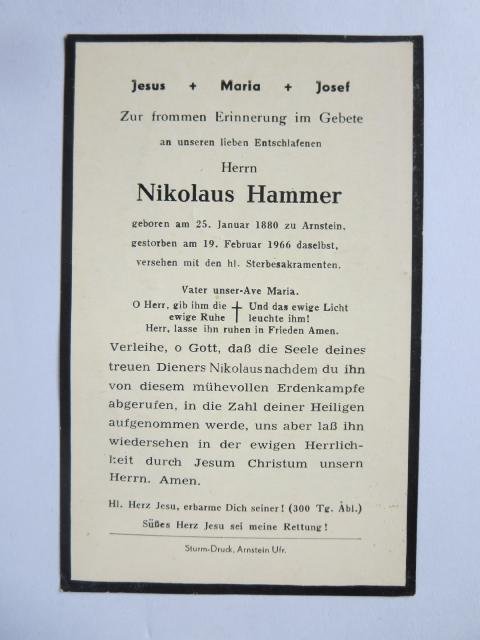 Jesus + Maria + Josef
Zur frommen Erinnerung im Gebete
an unseren lieben Entschlafenen
Herrn
Nikolaus Hammer
geboren am 25. Januar 1880 zu Arnstein,
gestorben am 19. Februar 1966 daselbst,
versehen mit den hl. Sterbesakramenten.
Vater unser-Ave Maria.
O Herr, gib ihm die † Und das ewige Licht
ewige Ruhe leuchte ihm!
Herr, lasse ihn ruhen in Frieden Amen.
Verleihe, o Gott, daß die Seele deines
treuen Dieners Nikolaus nachdem du ihn
von diesem mühevollen Erdenkampfe
abgerufen, in die Zahl deiner Heiligen
aufgenommen werde, uns aber laß ihn
wiedersehen in der ewigen Herrlich-
keit durch Jesum Christum unsern
Herrn. Amen.
Hl. Herz Jesu, erbarme Dich seiner! (300 Tg. Abl.)
Süßes Herz Jesu sei meine Rettung!
Sturm-Druck, Arnstein Ufr.